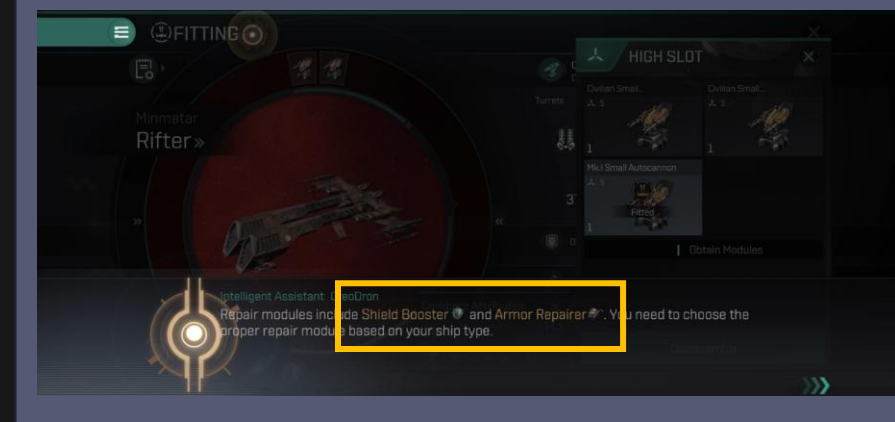 FITTING
HIGH SLOT
Civilian Small...
Civilian Small...
Turrets
1
1
Minmatar
Rifter»
Mk.I Small Autocannon
Fitted
1
Obtain Modules
Intelligent Assistant
Repair modules include Shield Booster and Armor Repairer. You need to choose the
proper repair module based on your ship type.